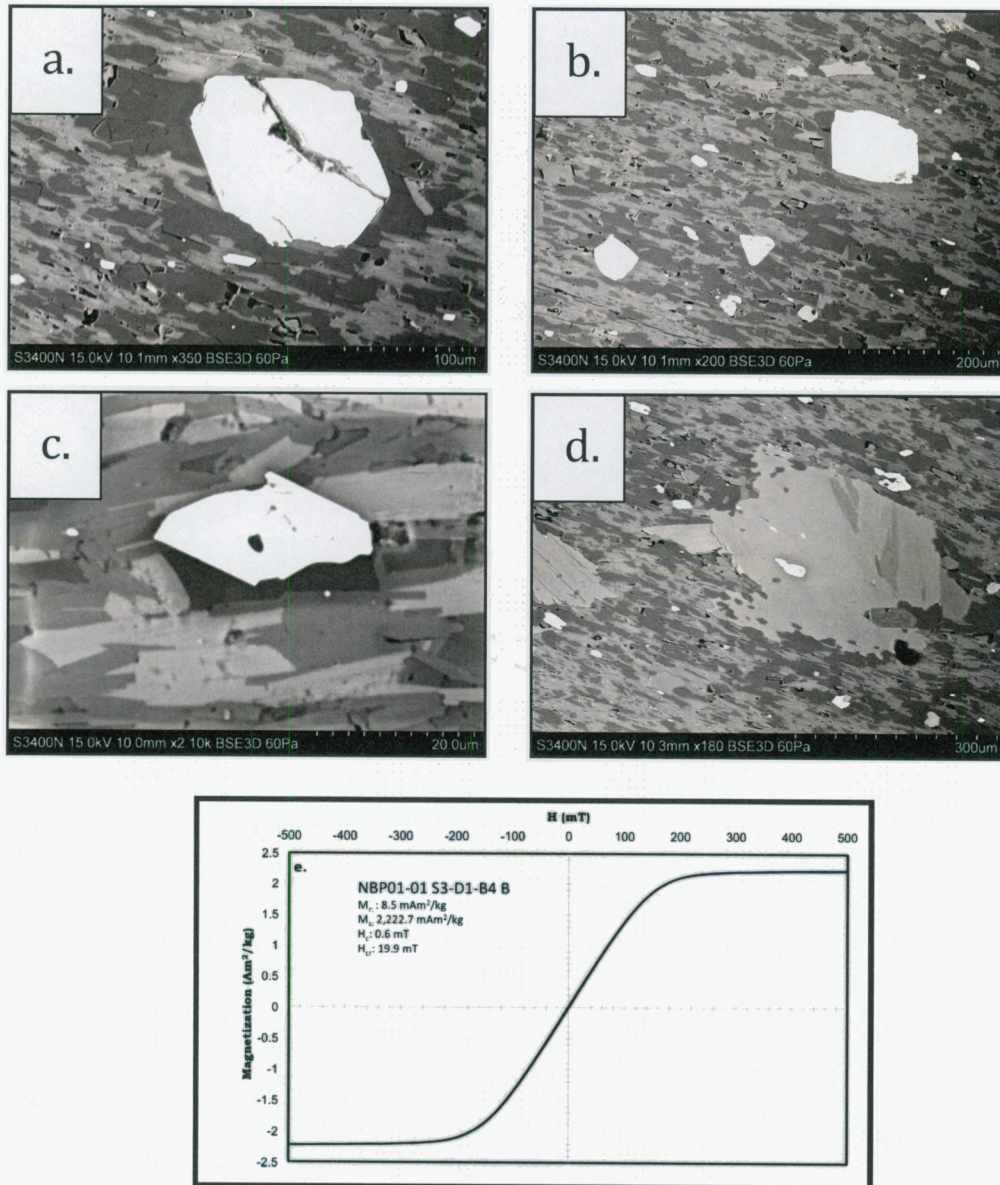 a.
S3400N 15.0kV 10.1mm x350 BSE3D 60Pa 100um
b.
S3400N 15.0kV 10.1mm x200 BSE3D 60Pa 200um
c.
S3400N 15.0kV 10.0mm x2.10k BSE3D 60Pa 20.0um
d.
S3400N 15.0kV 10.3mm x180 BSE3D 60Pa 300um
H (mT)
-500 -300 -100 0 100 200 300 400 500
2.5
2
1.5
1
0.5
0
-0.5
-1
-1.5
-2
-2.5
Magnetization (Am²/kg)
e.
NBP01-01 S3-D1-B4 B
Mr: 8.5 mAm²/kg
Ms: 2,222.7 mAm²/kg
Hc: 0.6 mT
Hcr: 19.9 mT